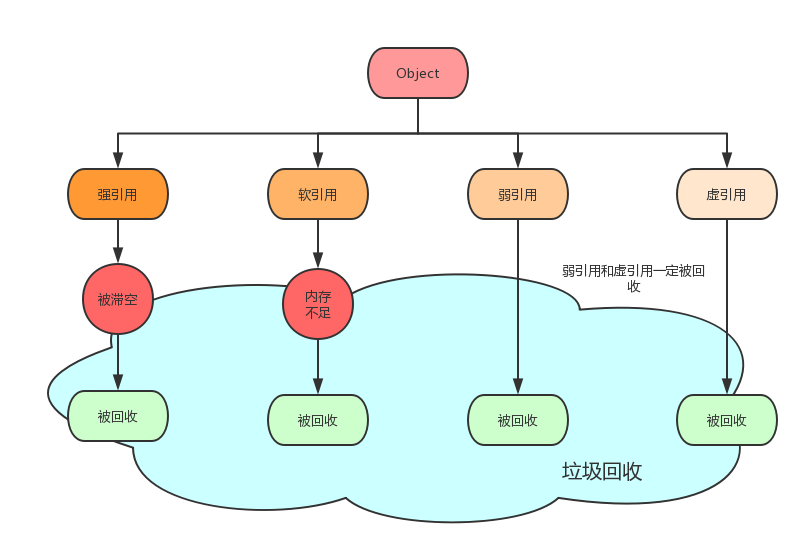 Object
强引用
软引用
弱引用
虚引用
弱引用和虚引用一定被回
收
被滞空
内存
不足
被回收
被回收
被回收
被回收
垃圾回收